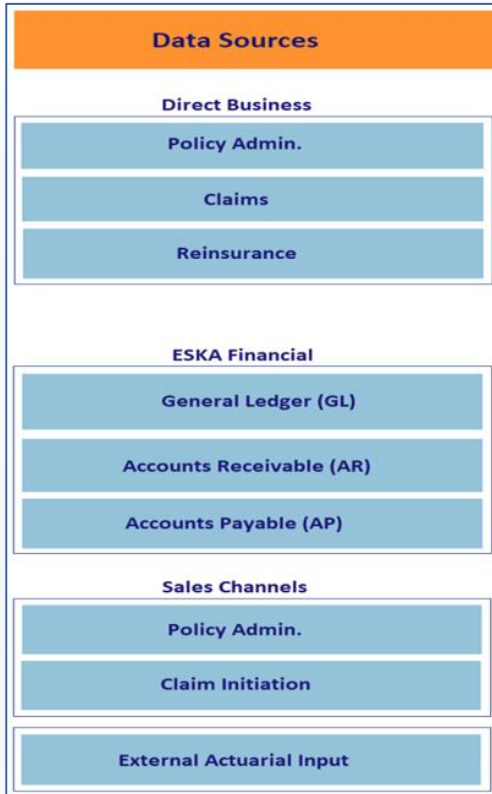 Data Sources
Direct Business
Policy Admin.
Claims
Reinsurance
ESKA Financial
General Ledger (GL)
Accounts Receivable (AR)
Accounts Payable (AP)
Sales Channels
Policy Admin.
Claim Initiation
External Actuarial Input